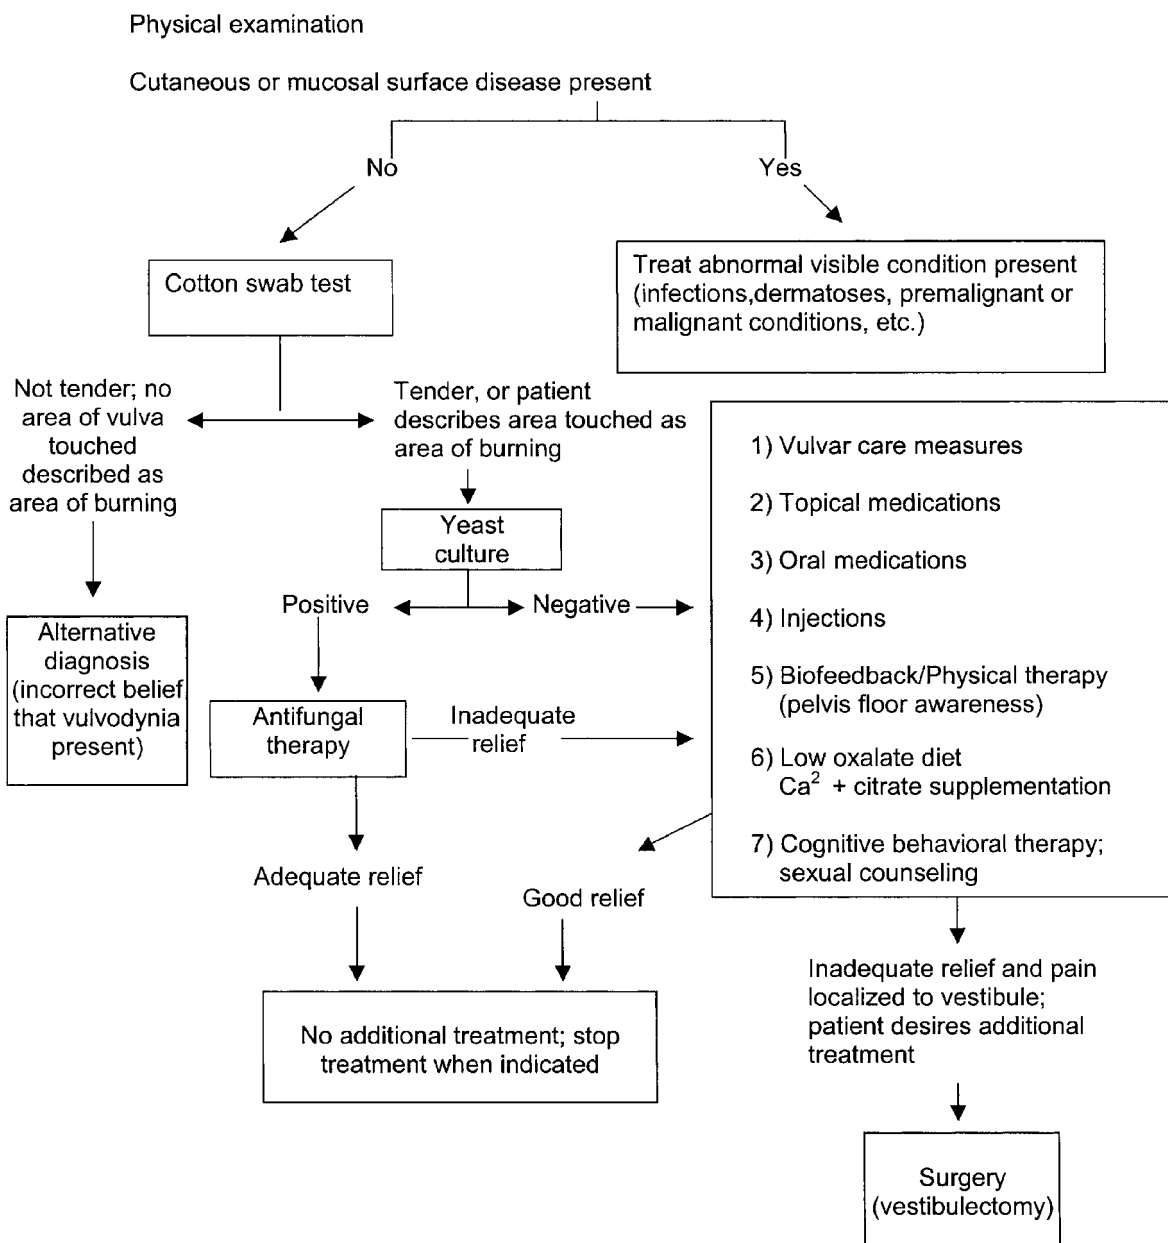 Physical examination
Cutaneous or mucosal surface disease present
No
Yes
Cotton swab test
Treat abnormal visible condition present
(infections,dermatoses, premalignant or
malignant conditions, etc.)
Not tender; no
area of vulva
touched
described as
area of burning
Tender, or patient
describes area touched as
area of burning
Yeast
culture
Positive
Negative
Alternative
diagnosis
(incorrect belief
that vulvodynia
present)
Antifungal
therapy
Inadequate
relief
1) Vulvar care measures
2) Topical medications
3) Oral medications
4) Injections
5) Biofeedback/Physical therapy
(pelvis floor awareness)
6) Low oxalate diet
Ca² + citrate supplementation
7) Cognitive behavioral therapy;
sexual counseling
Adequate relief
Good relief
No additional treatment; stop
treatment when indicated
Inadequate relief and pain
localized to vestibule;
patient desires additional
treatment
Surgery
(vestibulectomy)